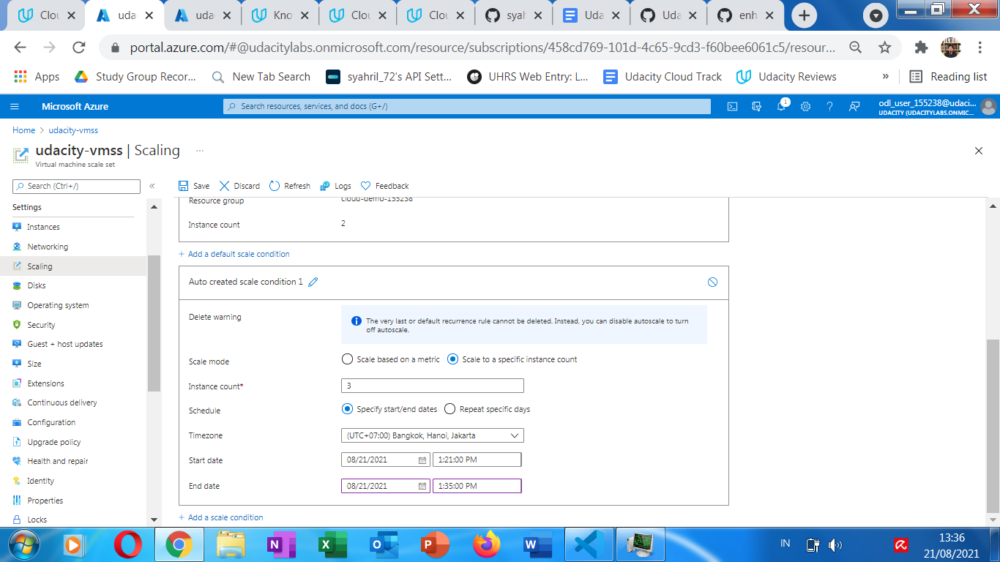 Clou
uda
uda
Kno
Clou
Clou
syah
Uda
Uda
enh
portal.azure.com/#@udacitylabs.onmicrosoft.com/resource/subscriptions/458cd769-101d-4c65-9cd3-f60bee6061c5/resour...
Apps
Study Group Recor...
New Tab Search
syahril_72's API Sett...
UHRS Web Entry: L...
Udacity Cloud Track
Udacity Reviews
»
Reading list
Microsoft Azure
Search resources, services, and docs (G+/)
1
odl_user_155238@udaci...
UDACITY (UDACITYLABS.ONMIC...
Home > udacity-vmss
udacity-vmss | Scaling ...
Virtual machine scale set
Search (Ctrl+/)
«
Save
Discard
Refresh
Logs
Feedback
Settings
Instances
Networking
Scaling
Disks
Operating system
Security
Guest + host updates
Size
Extensions
Continuous delivery
Configuration
Upgrade policy
Health and repair
Identity
Properties
Locks
Resource group cloud-demo-155238
Instance count 2
+ Add a default scale condition
Auto created scale condition 1
Delete warning
The very last or default recurrence rule cannot be deleted. Instead, you can disable autoscale to turn
off autoscale.
Scale mode Scale based on a metric Scale to a specific instance count
Instance count* 3
Schedule Specify start/end dates Repeat specific days
Timezone (UTC+07:00) Bangkok, Hanoi, Jakarta
Start date 08/21/2021 1:21:00 PM
End date 08/21/2021 1:35:00 PM
+ Add a scale condition
IN
13:36
21/08/2021